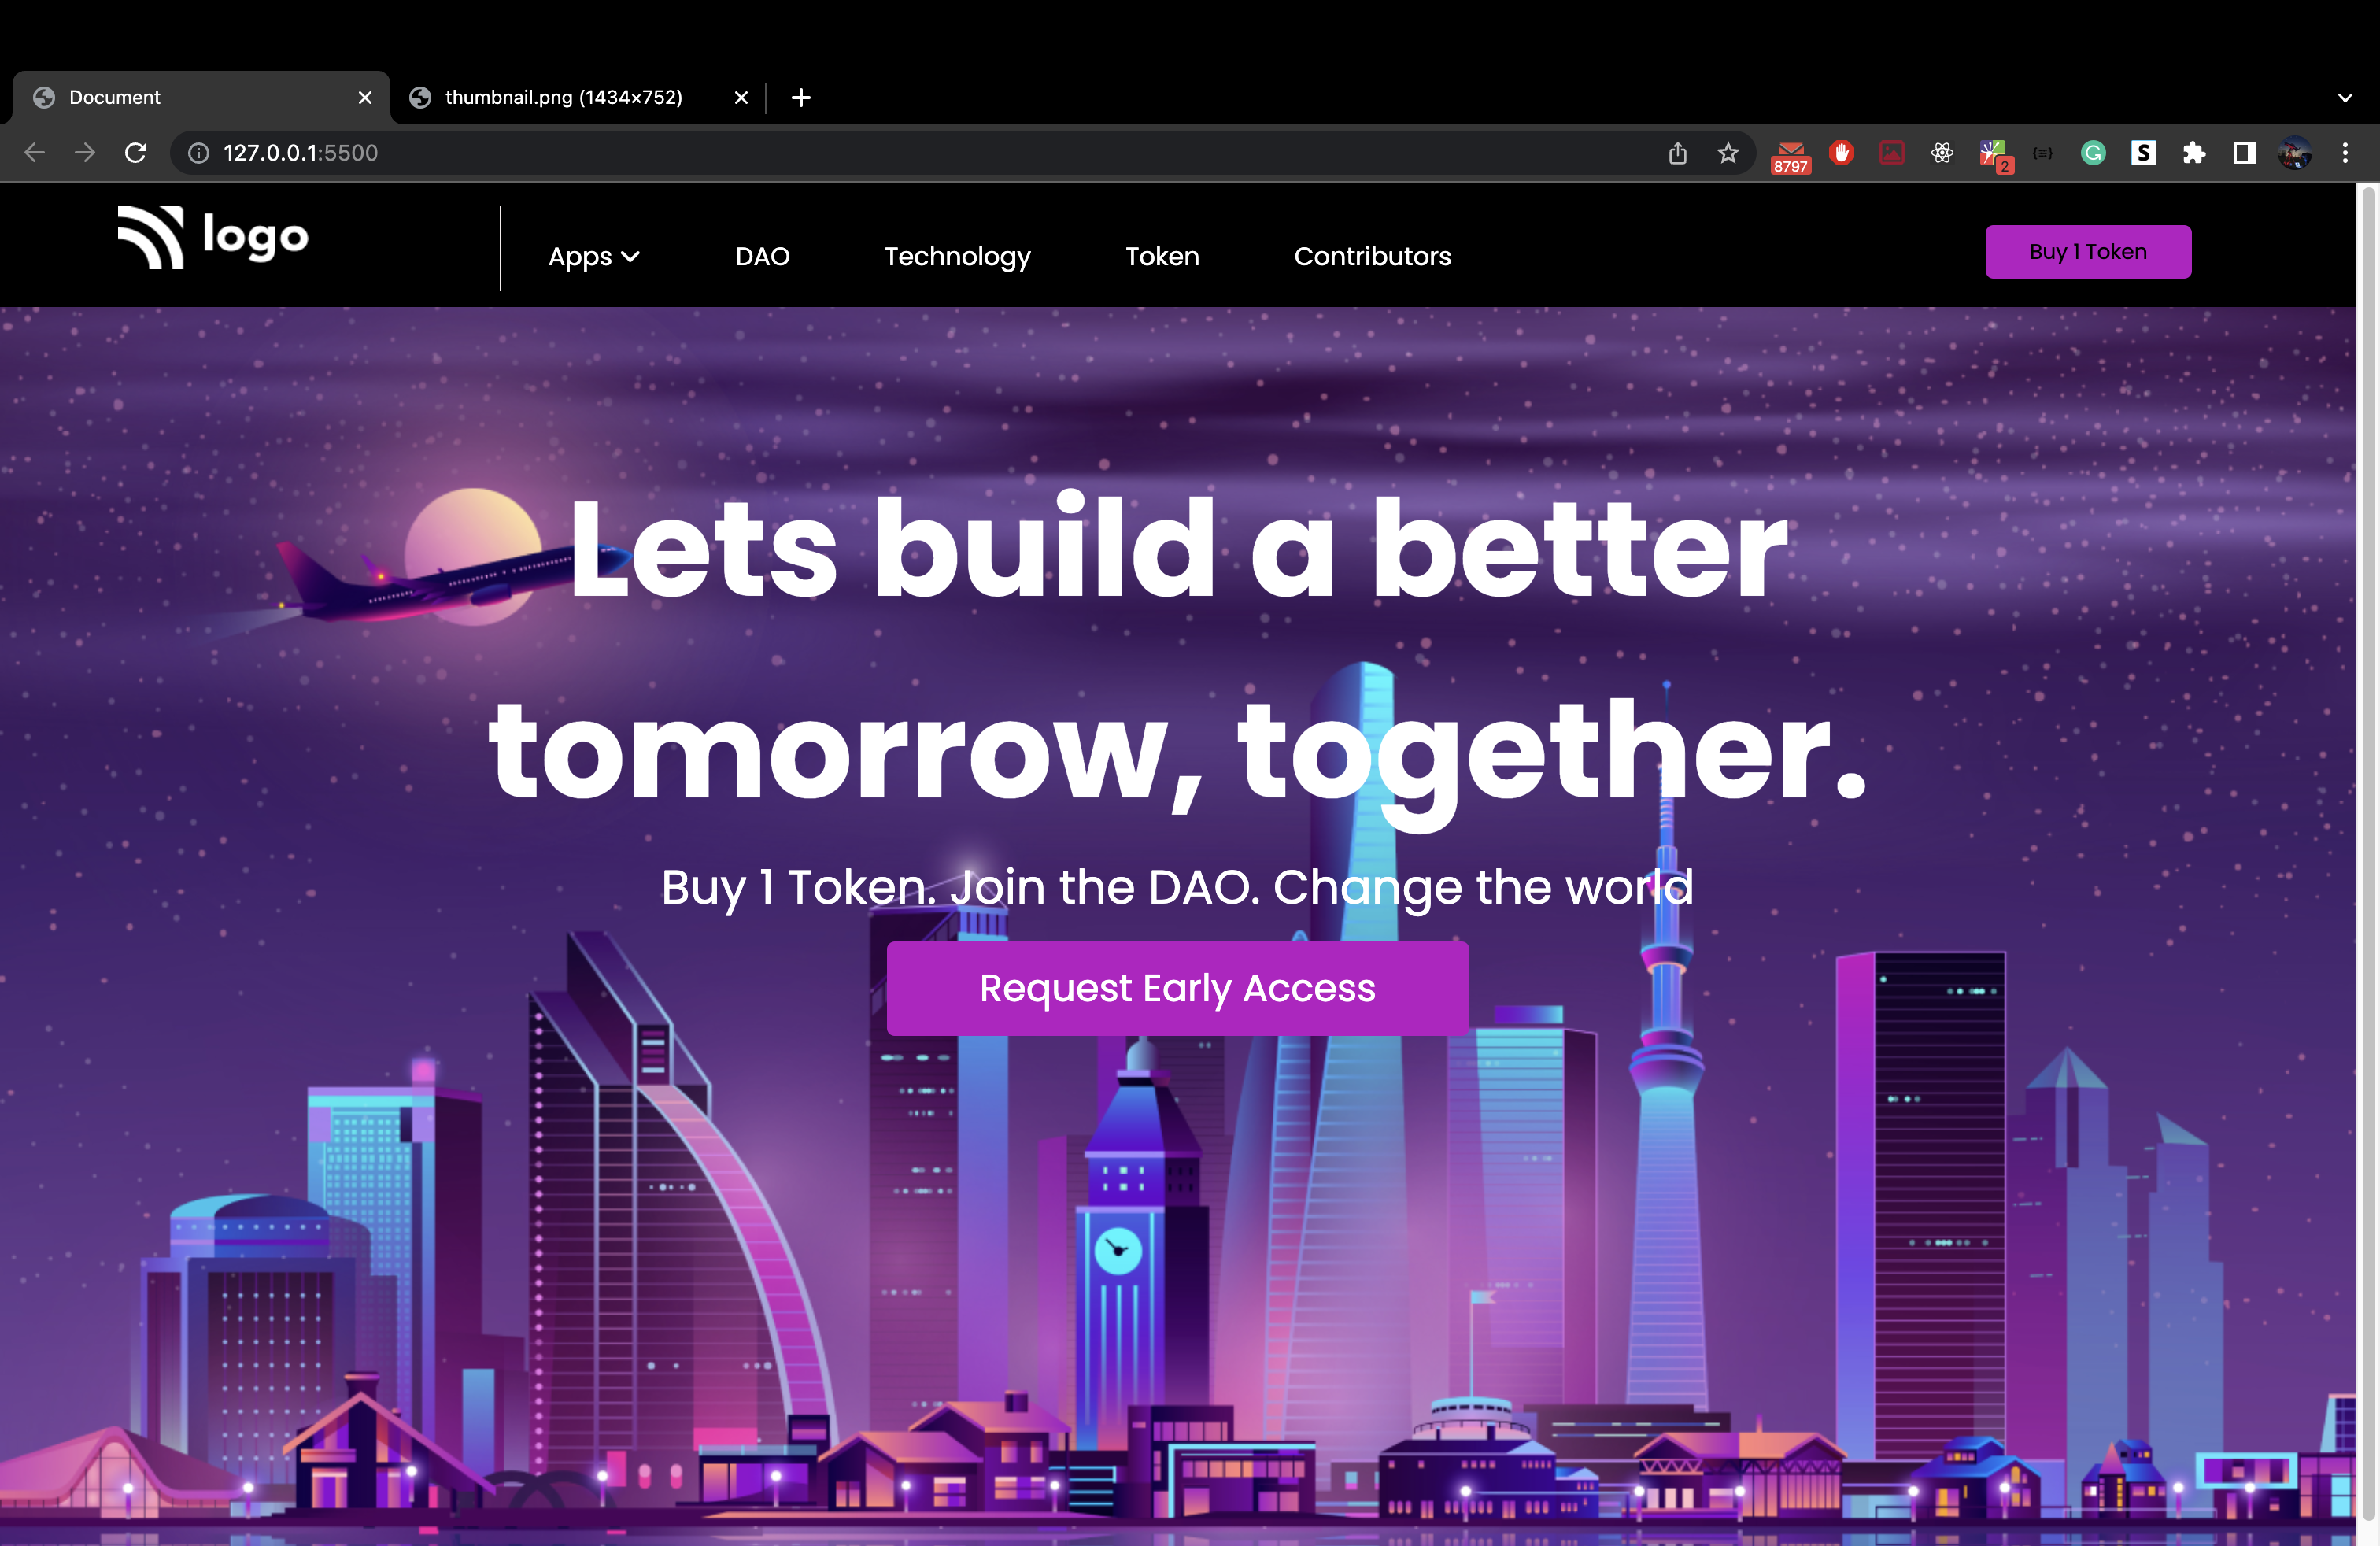 Document
thumbnail.png (1434×752)
127.0.0.1:5500
8797
2
logo
Apps
DAO
Technology
Token
Contributors
Buy 1 Token
Lets build a better
tomorrow, together.
Buy 1 Token. Join the DAO. Change the world
Request Early Access